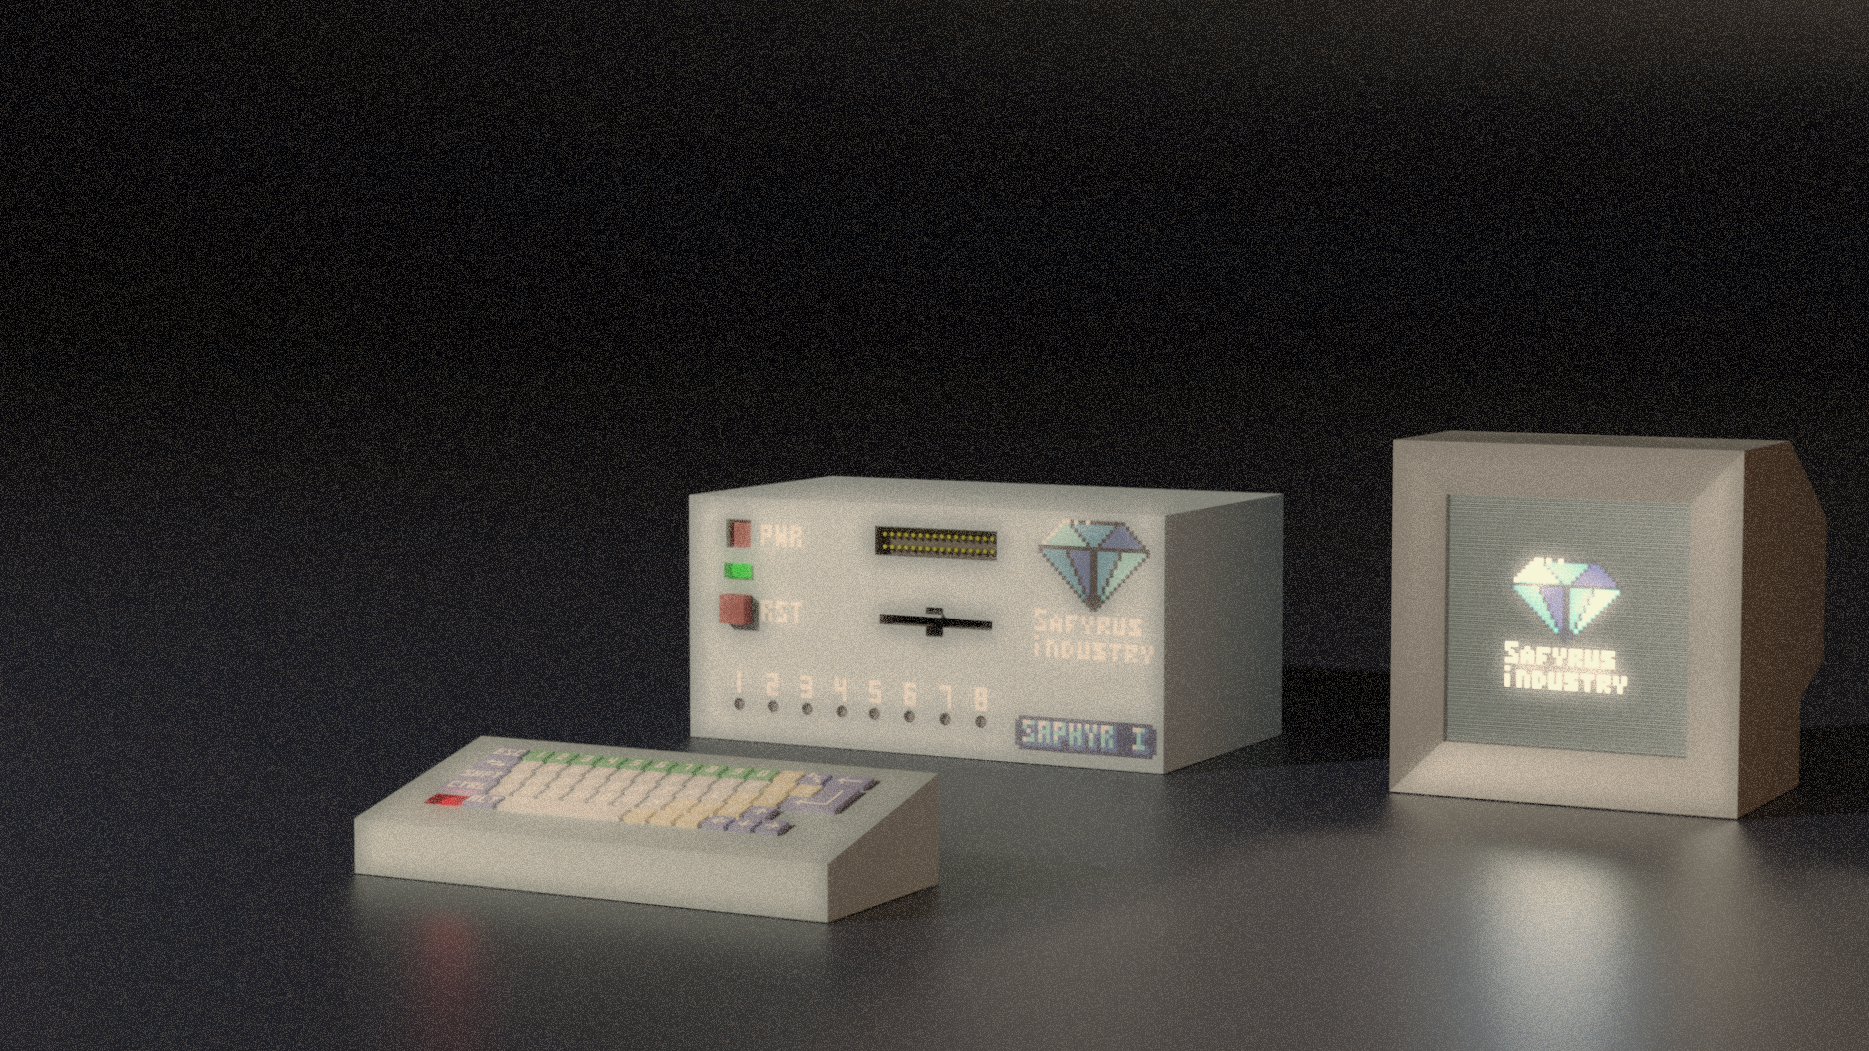 PWR
RST
1 2 3 4 5 6 7 8
SAFYRUS
iNDUSTRY
SAPHYR I
SAFYRUS
iNDUSTRY